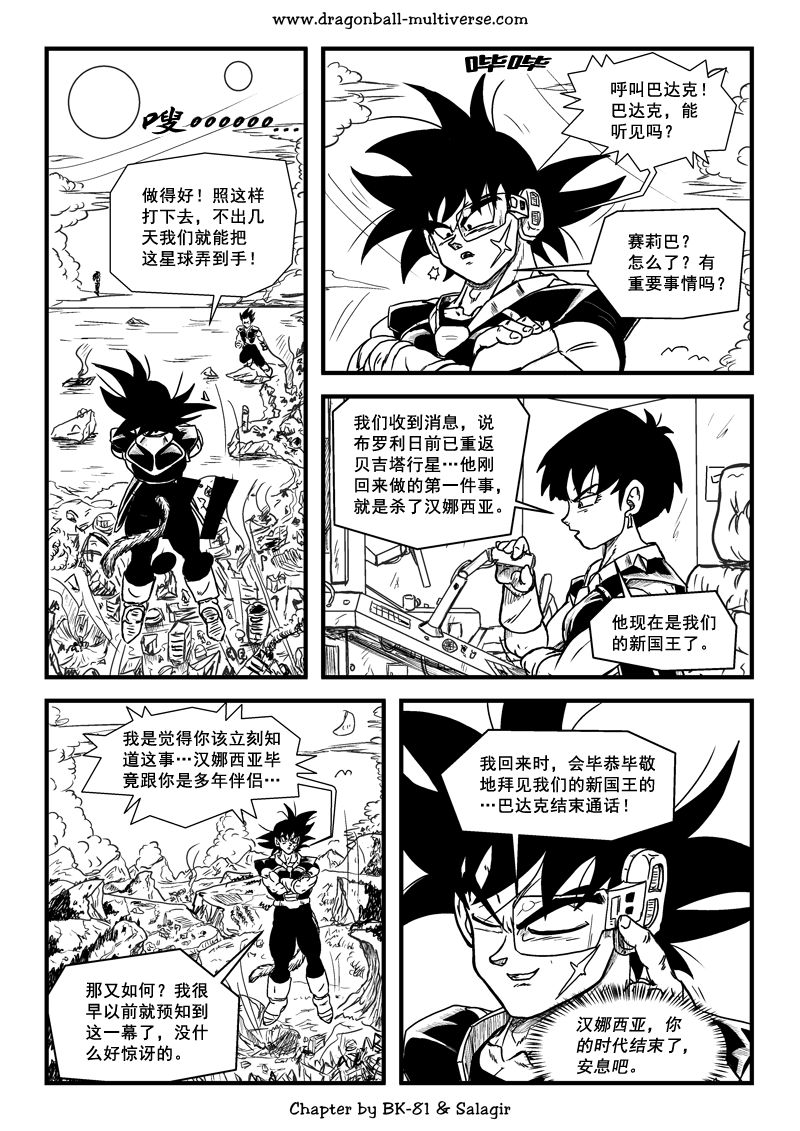 www.dragonball-multiverse.com
嗖。。。。。。…
做得好！照这样
打下去，不出几
天我们就能把
这星球弄到手！
哔哔
呼叫巴达克！
巴达克，能
听见吗？
赛莉巴？
怎么了？有
重要事情吗？
我们收到消息，说
布罗利日前已重返
贝吉塔行星…他刚
回来做的第一件事，
就是杀了汉娜西亚。
他现在是我们
的新国王了。
我是觉得你该立刻知
道这事…汉娜西亚毕
竟跟你是多年伴侣…
那又如何？我很
早以前就预知到
这一幕了，没什
么好惊讶的。
我回来时，会毕恭毕敬
地拜见我们的新国王的
…巴达克结束通话！
汉娜西亚，你
的时代结束了，
安息吧。
Chapter by BK-81 & Salagir